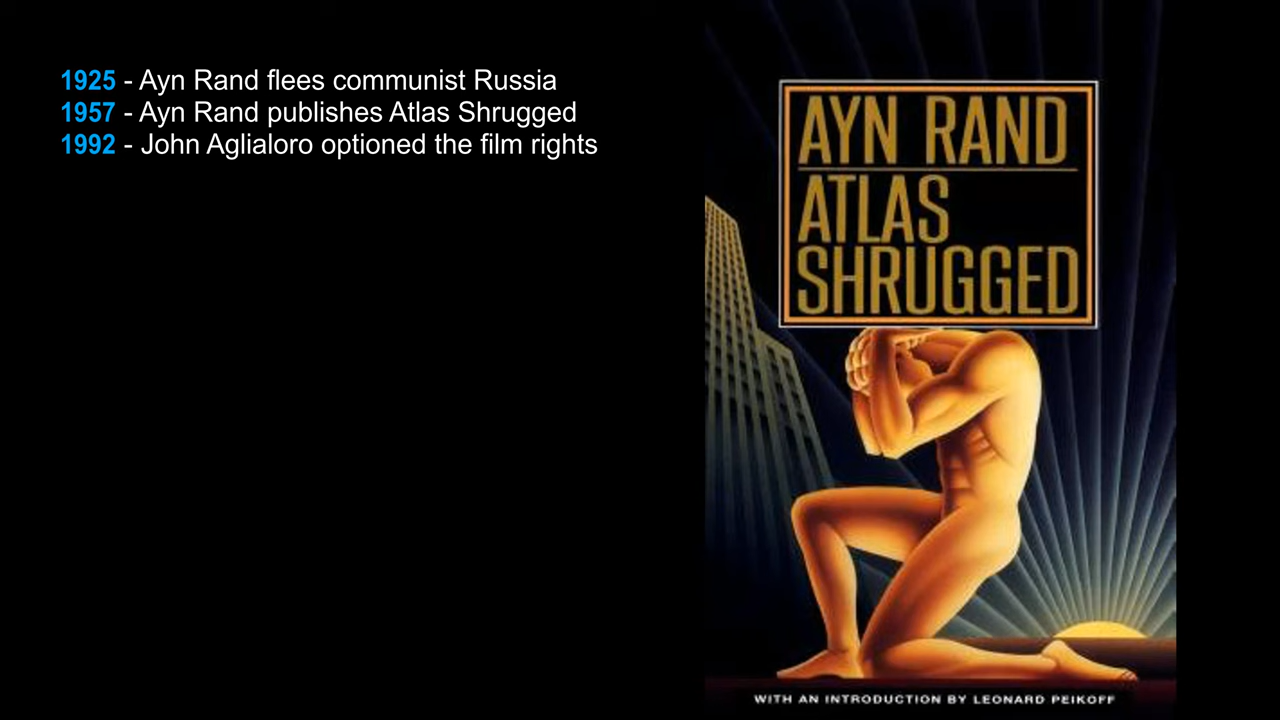 1925 - Ayn Rand flees communist Russia
1957 - Ayn Rand publishes Atlas Shrugged
1992 - John Aglialoro optioned the film rights
AYN RAND
ATLAS
SHRUGGED
WITH AN INTRODUCTION BY LEONARD PEIKOFF